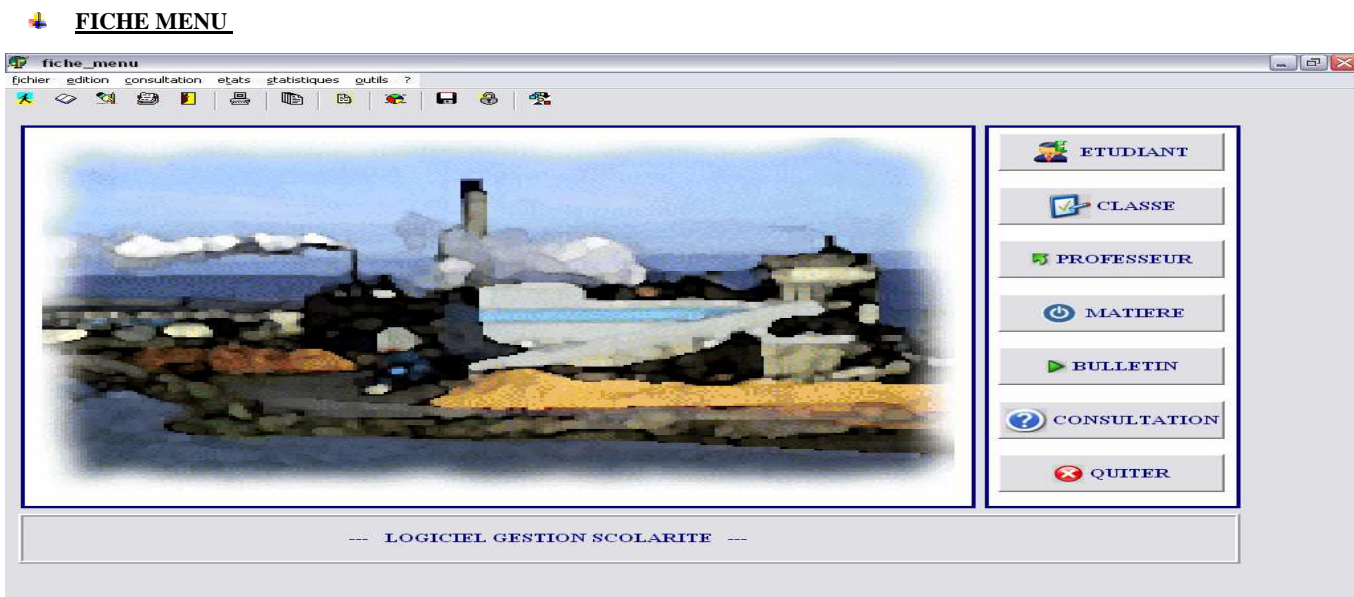 FICHE MENU
fiche_menu
fichier edition consultation etats statistiques outils ?
ETUDIANT
CLASSE
PROFESSEUR
MATIERE
BULLETIN
CONSULTATION
QUITER
--- LOGICIEL GESTION SCOLARITE ---